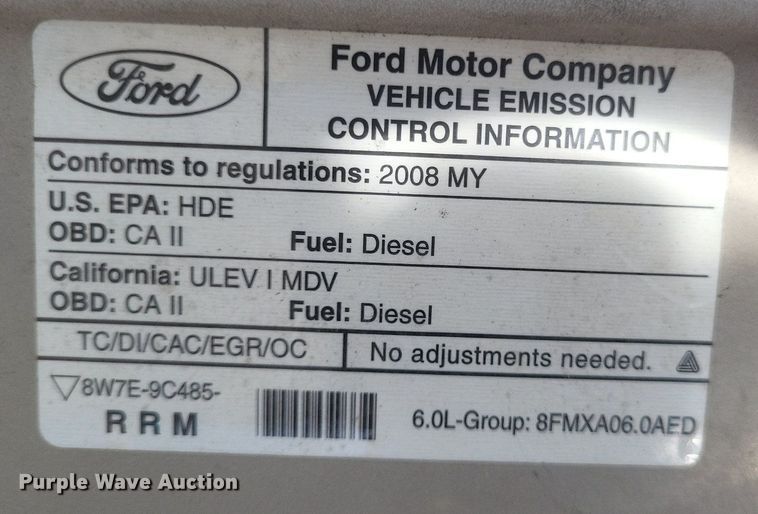 Ford
Ford Motor Company
VEHICLE EMISSION
CONTROL INFORMATION
Conforms to regulations: 2008 MY
U.S. EPA: HDE
OBD: CA II Fuel: Diesel
California: ULEV I MDV
OBD: CA II Fuel: Diesel
TC/DI/CAC/EGR/OC No adjustments needed.
8W7E-9C485-
R R M
6.0L-Group: 8FMXA06.0AED
Purple Wave Auction